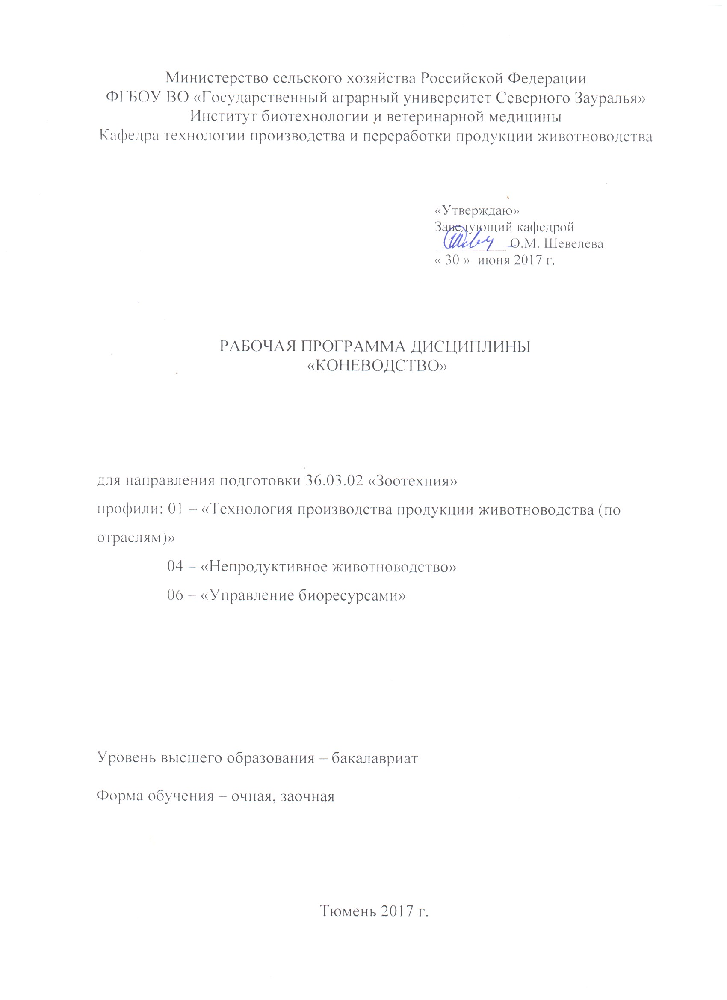 Министерство сельского хозяйства Российской Федерации
ФГБОУ ВО «Государственный аграрный университет Северного Зауралья»
Институт биотехнологии и ветеринарной медицины
Кафедра технологии производства и переработки продукции животноводства
«Утверждаю»
Заведующий кафедрой
О.М. Шевелева
« 30 » июня 2017 г.
РАБОЧАЯ ПРОГРАММА ДИСЦИПЛИНЫ
«КОНЕВОДСТВО»
для направления подготовки 36.03.02 «Зоотехния»
профили: 01 – «Технология производства продукции животноводства (по
отраслям)»
04 – «Непродуктивное животноводство»
06 – «Управление биоресурсами»
Уровень высшего образования – бакалавриат
Форма обучения – очная, заочная
Тюмень 2017 г.